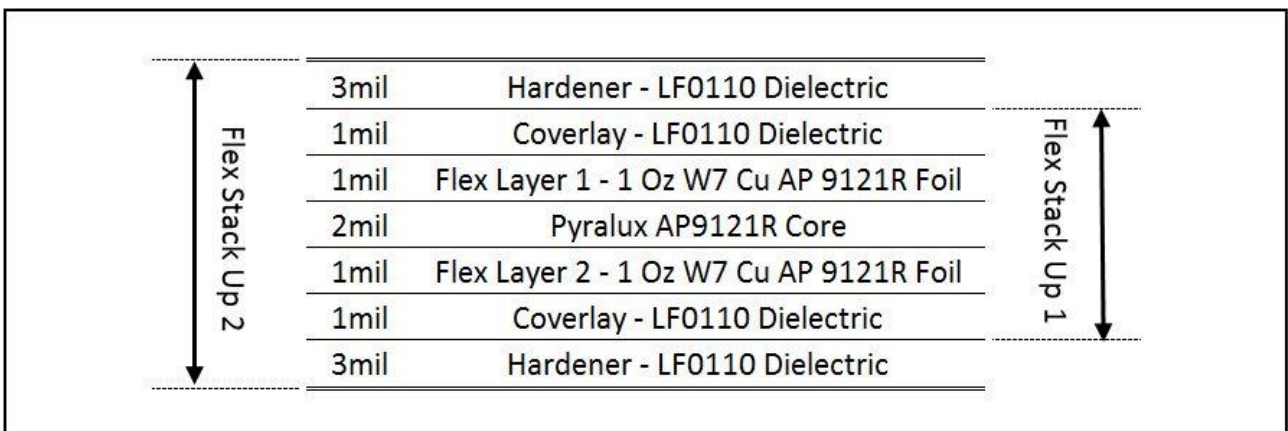 Flex Stack Up 2
3mil Hardener - LF0110 Dielectric
1mil Coverlay - LF0110 Dielectric
1mil Flex Layer 1 - 1 Oz W7 Cu AP 9121R Foil
2mil Pyralux AP9121R Core
1mil Flex Layer 2 - 1 Oz W7 Cu AP 9121R Foil
1mil Coverlay - LF0110 Dielectric
3mil Hardener - LF0110 Dielectric
Flex Stack Up 1